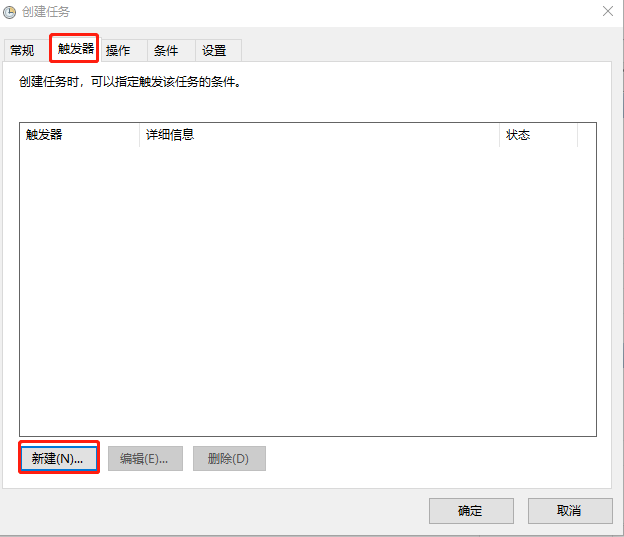 创建任务
常规 触发器 操作 条件 设置
创建任务时，可以指定触发该任务的条件。
触发器 详细信息 状态
新建(N)... 编辑(E)... 删除(D)
确定 取消